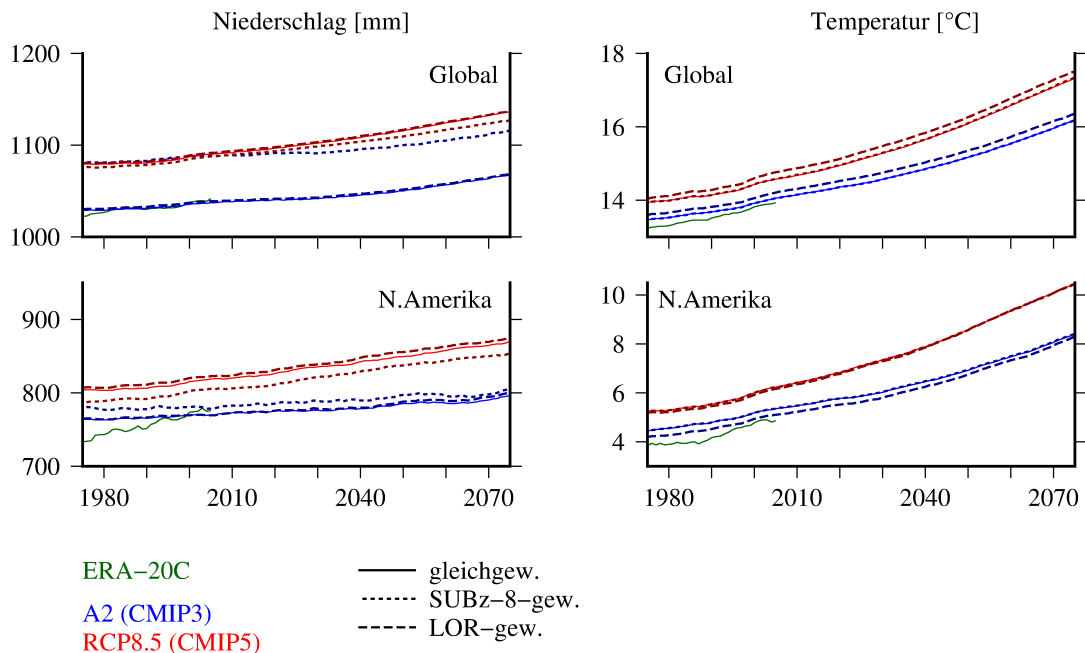 Niederschlag [mm]
Temperatur [°C]
1200
1100
1000
Global
18
16
14
Global
900
800
700
N.Amerika
1980
2010
2040
2070
10
8
6
4
N.Amerika
1980
2010
2040
2070
ERA−20C
A2 (CMIP3)
RCP8.5 (CMIP5)
gleichgew.
SUBz−8−gew.
LOR−gew.